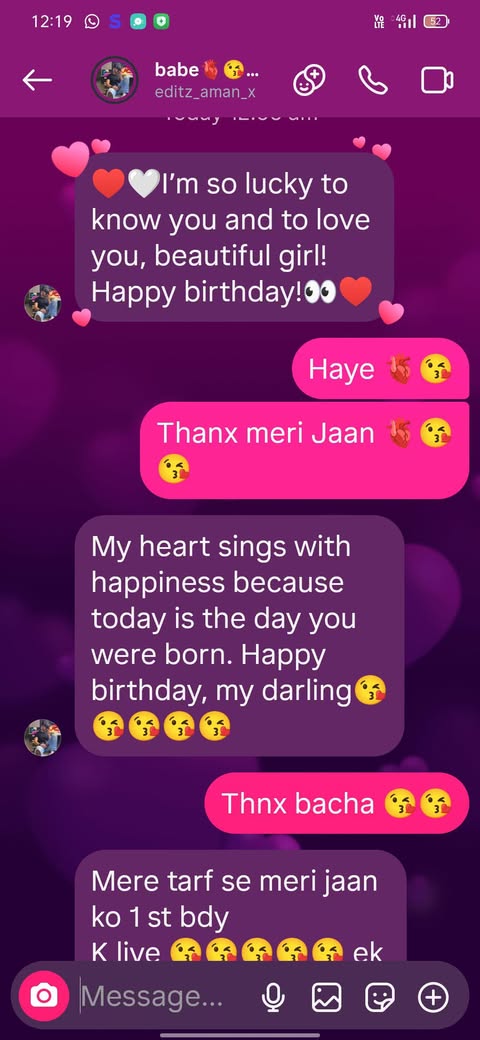 12:19
Vo
LTE
4G
52
babe🫀😘...
editz_aman_x
Today 12:00 am
♥️🤍I'm so lucky to
know you and to love
you, beautiful girl!
Happy birthday!👀♥️
Haye 🫀😘
Thanx meri Jaan 🫀😘
😘
My heart sings with
happiness because
today is the day you
were born. Happy
birthday, my darling😘
😘😘😘😘
Thnx bacha 😘😘
Mere tarf se meri jaan
ko 1 st bdy
K live 😘😘😘😘😘 ek
Message...